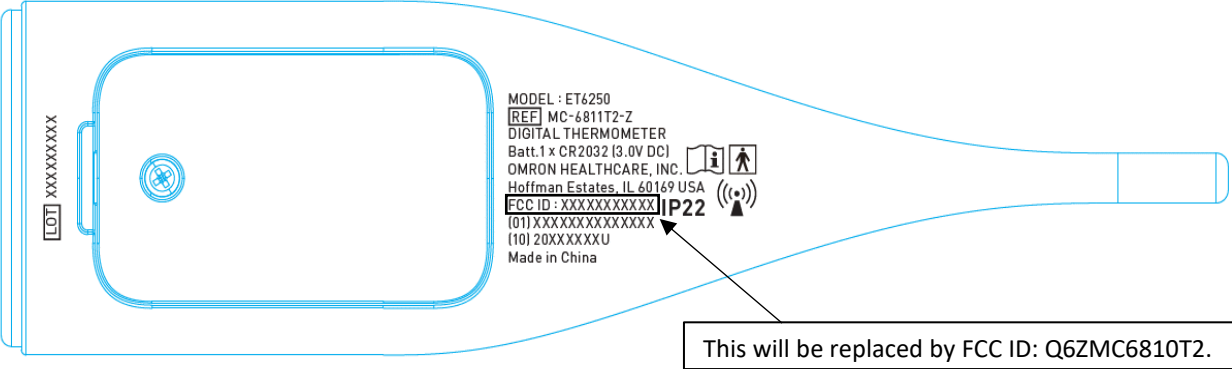 LOT XXXXXXXXX
MODEL : ET6250
REF MC-6811T2-Z
DIGITAL THERMOMETER
Batt.1 x CR2032 (3.0V DC)
OMRON HEALTHCARE, INC.
Hoffman Estates, IL 60169 USA
FCC ID : XXXXXXXXXXX IP22
(01)XXXXXXXXXXXXXX
(10) 20XXXXXXU
Made in China
This will be replaced by FCC ID: Q6ZMC6810T2.